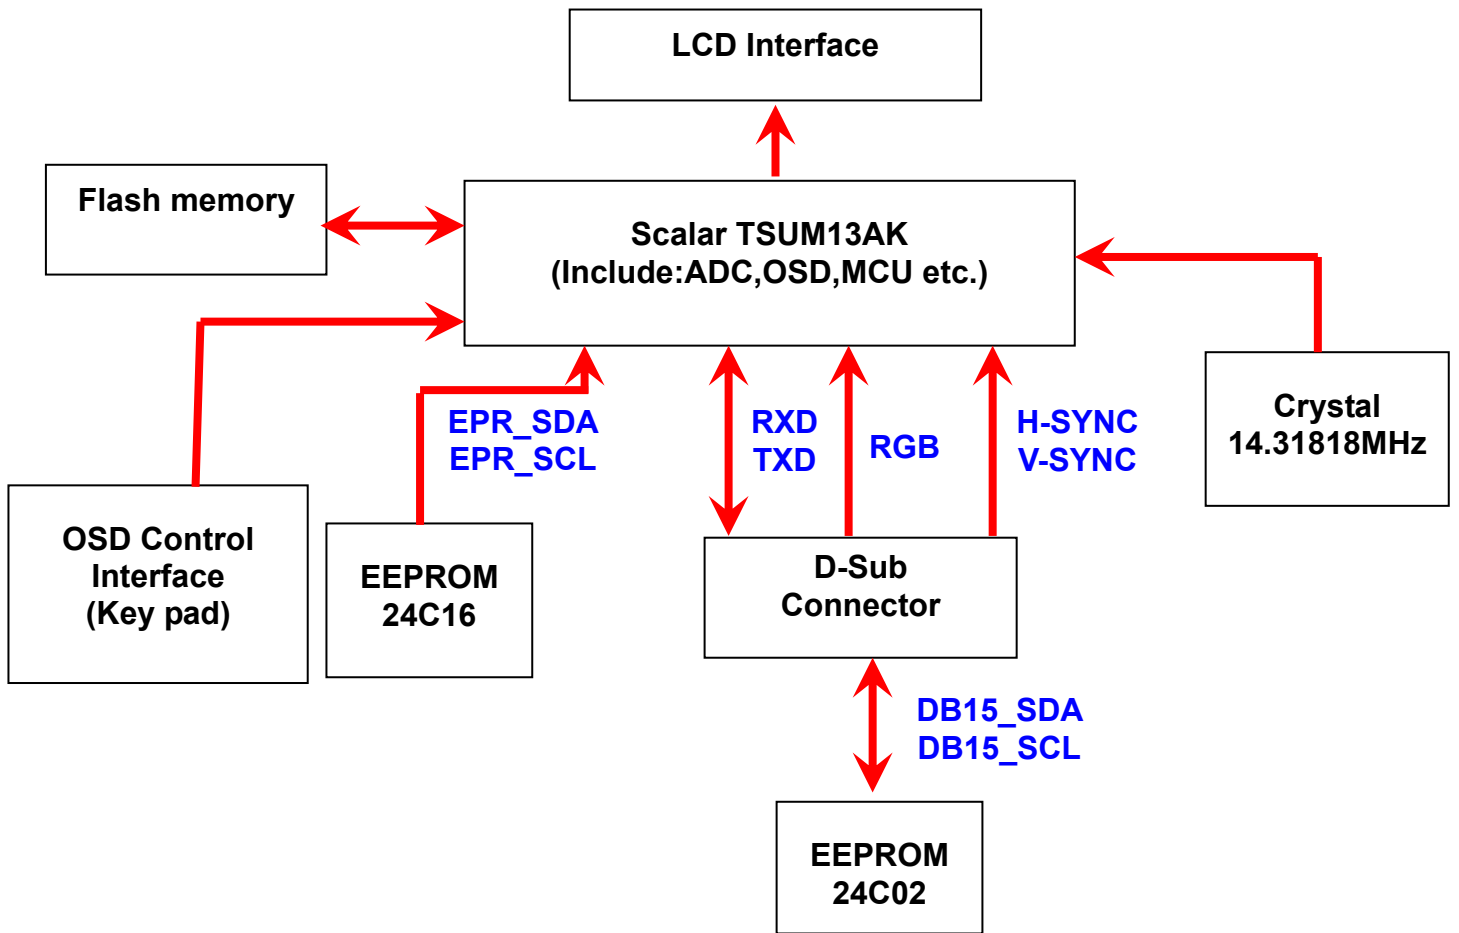 LCD Interface
Flash memory
Scalar TSUM13AK
(Include:ADC,OSD,MCU etc.)
EPR_SDA
EPR_SCL
RXD
TXD
RGB
H-SYNC
V-SYNC
Crystal
14.31818MHz
OSD Control
Interface
(Key pad)
EEPROM
24C16
D-Sub
Connector
DB15_SDA
DB15_SCL
EEPROM
24C02